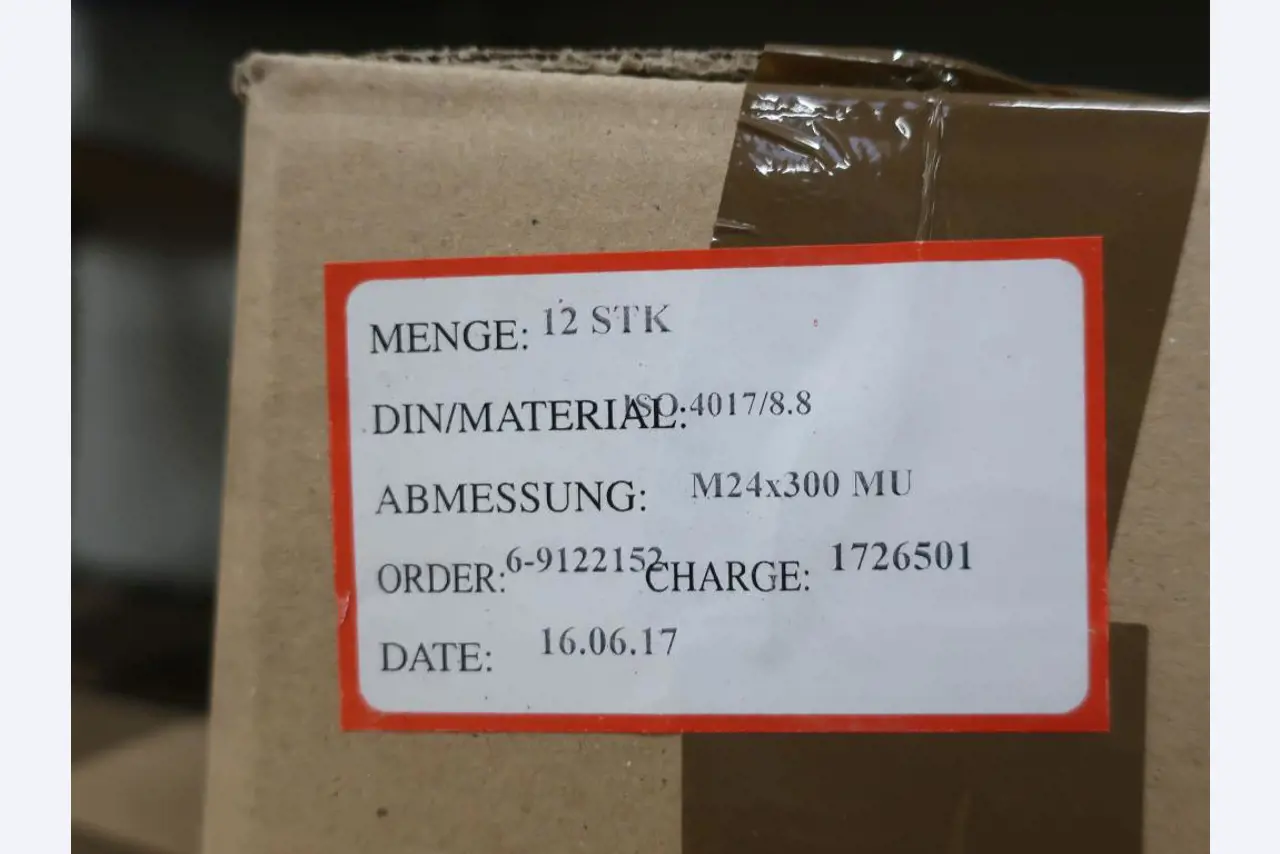 MENGE: 12 STK
DIN/MATERIAL: ISO 4017/8.8
ABMESSUNG: M24x300 MU
ORDER: 6-9122152 CHARGE: 1726501
DATE: 16.06.17